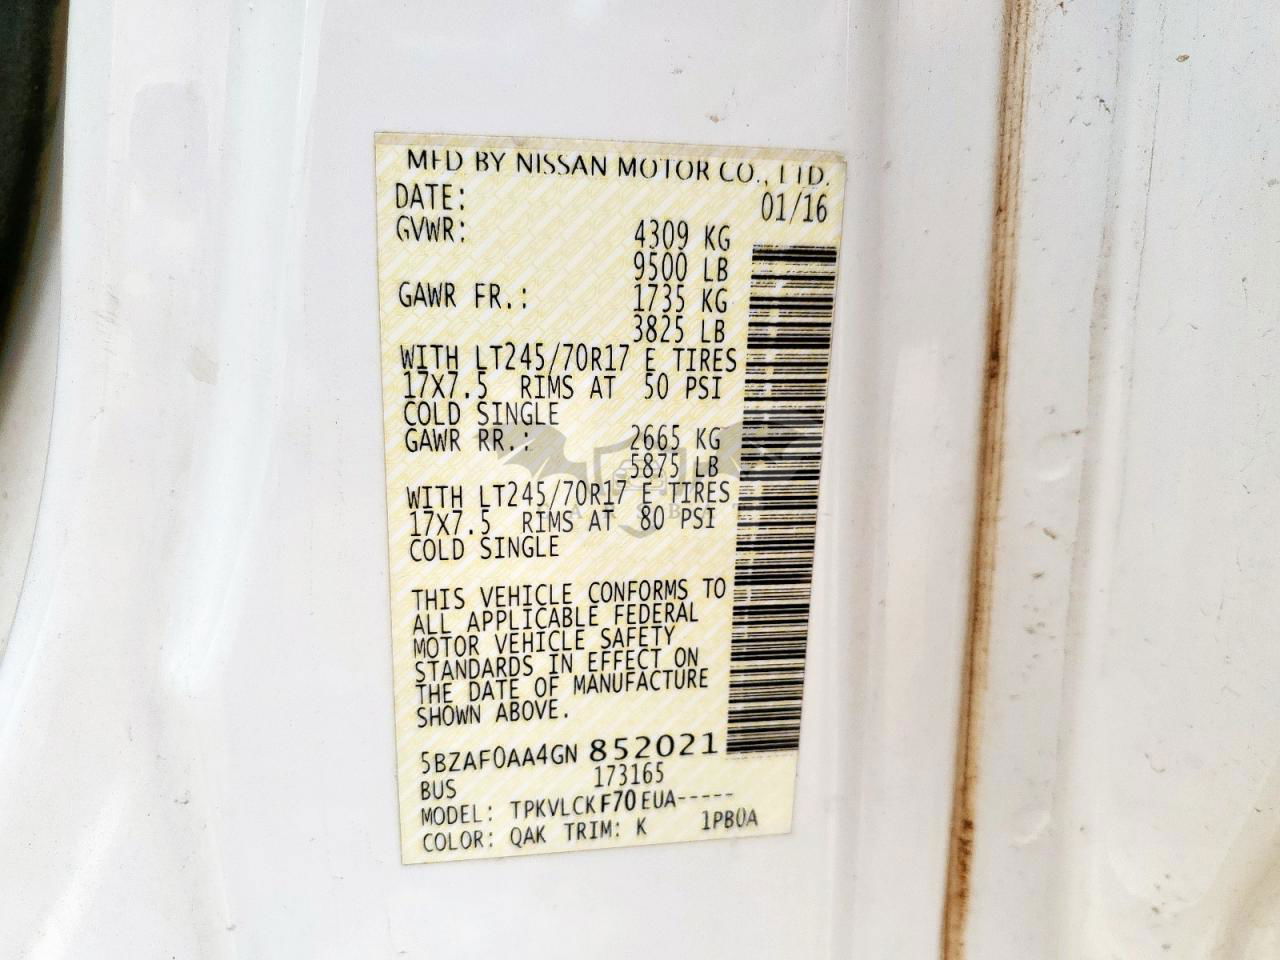 MFD BY NISSAN MOTOR CO., LTD.
DATE: 01/16
GVWR: 4309 KG
9500 LB
GAWR FR.: 1735 KG
3825 LB
WITH LT245/70R17 E TIRES
17X7.5 RIMS AT 50 PSI
COLD SINGLE
GAWR RR.: 2665 KG
5875 LB
WITH LT245/70R17 E TIRES
17X7.5 RIMS AT 80 PSI
COLD SINGLE
THIS VEHICLE CONFORMS TO
ALL APPLICABLE FEDERAL
MOTOR VEHICLE SAFETY
STANDARDS IN EFFECT ON
THE DATE OF MANUFACTURE
SHOWN ABOVE.
5BZAF0AA4GN 852021
BUS 173165
MODEL: TPKVLCKF70EUA-----
COLOR: QAK TRIM: K 1PB0A